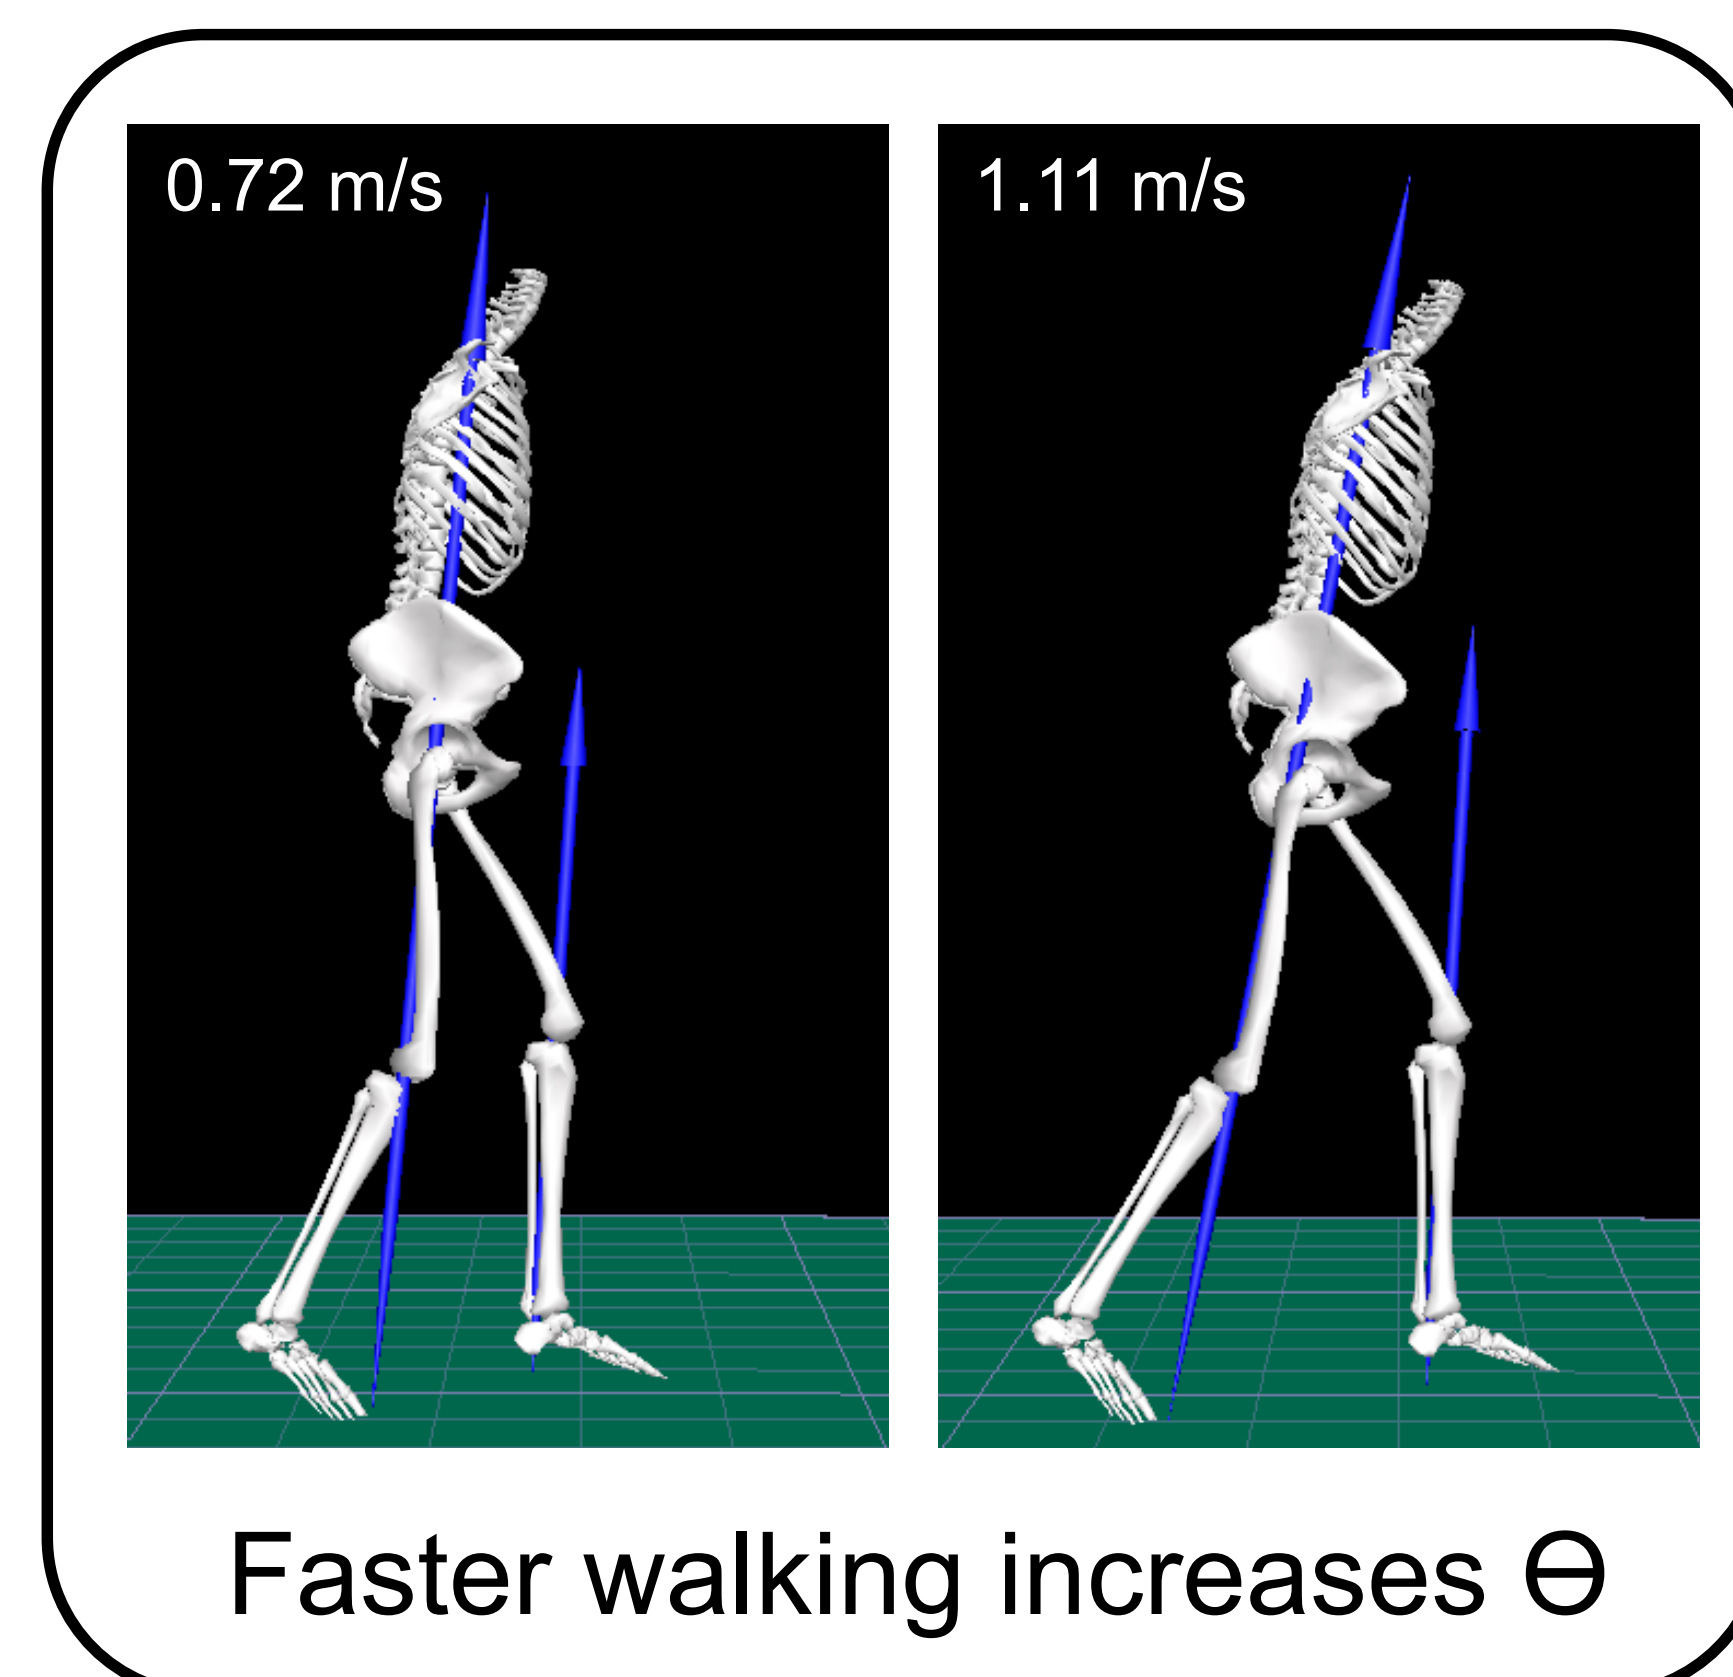 0.72 m/s
1.11 m/s
Faster walking increases Θ